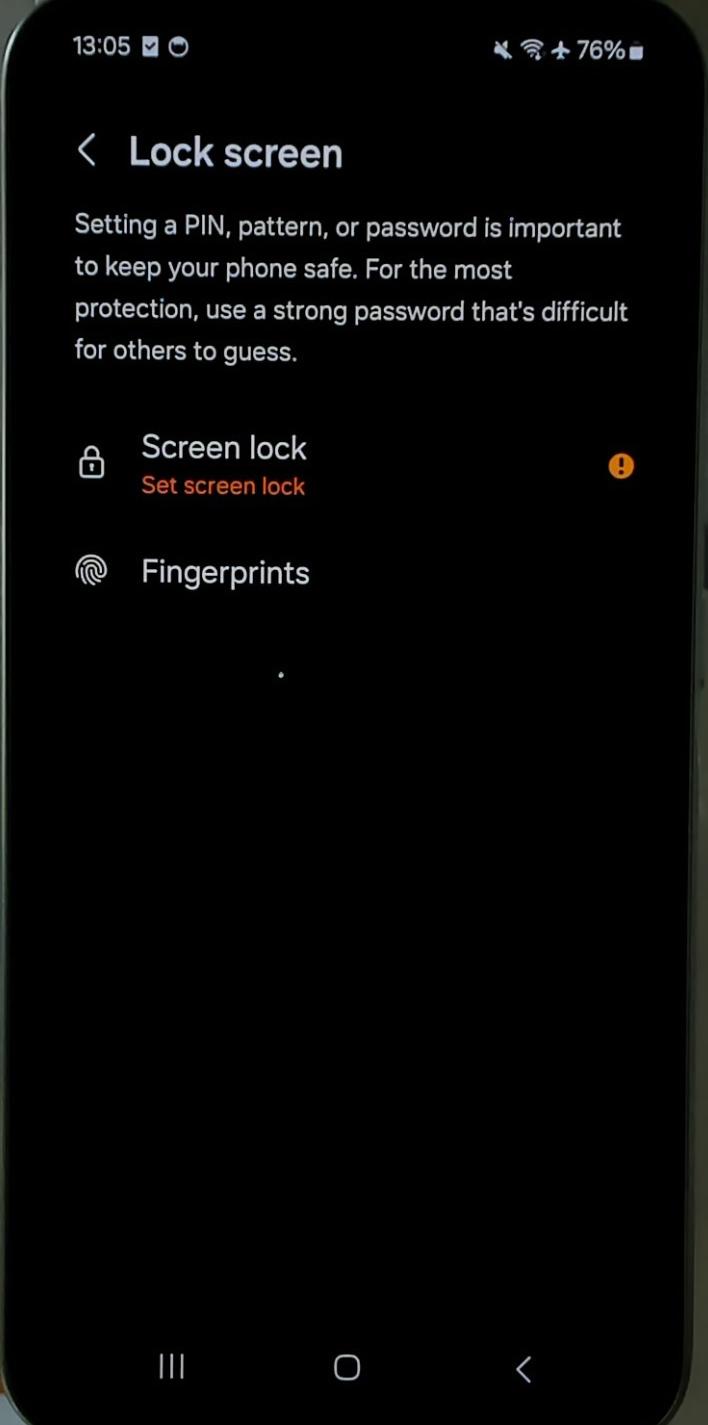 13:05
76%
Lock screen
Setting a PIN, pattern, or password is important
to keep your phone safe. For the most
protection, use a strong password that's difficult
for others to guess.
Screen lock
Set screen lock
Fingerprints